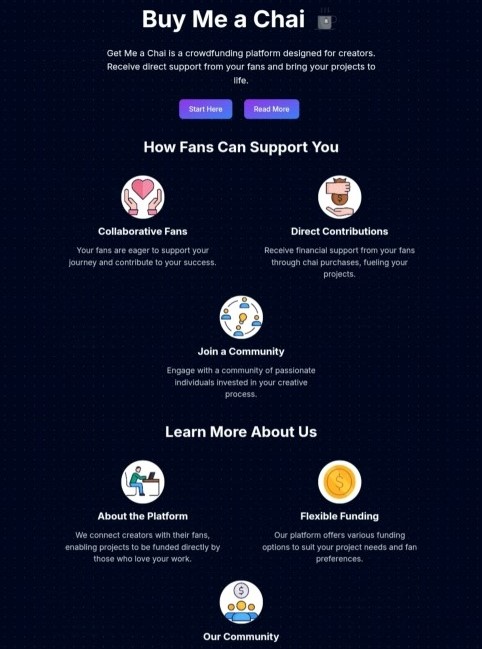 Buy Me a Chai
Get Me a Chai is a crowdfunding platform designed for creators.
Receive direct support from your fans and bring your projects to
life.
Start Here
Read More
How Fans Can Support You
Collaborative Fans
Your fans are eager to support your
journey and contribute to your success.
Direct Contributions
Receive financial support from your fans
through chai purchases, fueling your
projects.
Join a Community
Engage with a community of passionate
individuals invested in your creative
process.
Learn More About Us
About the Platform
We connect creators with their fans,
enabling projects to be funded directly by
those who love your work.
Flexible Funding
Our platform offers various funding
options to suit your project needs and fan
preferences.
Our Community